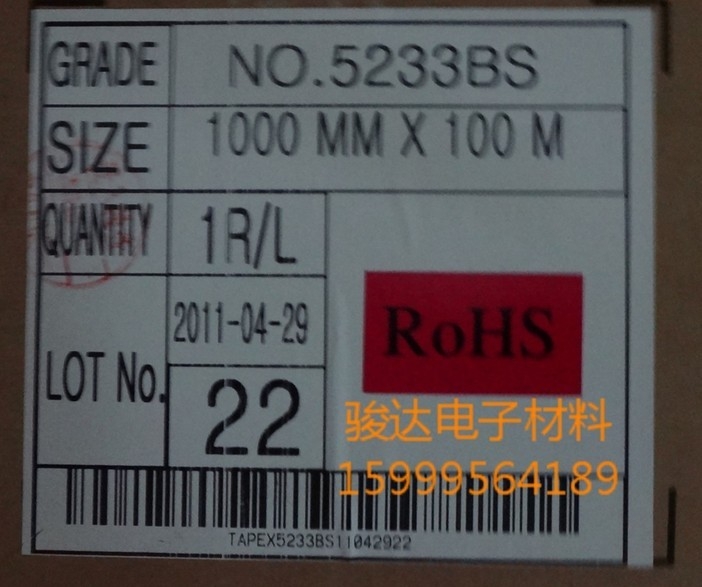 GRADE NO.5233BS
SIZE 1000 MM X 100 M
QUANTITY 1R/L
LOT No. 2011-04-29
22
RoHS
骏达电子材料
15999564189
TAPEX5233BS11042922